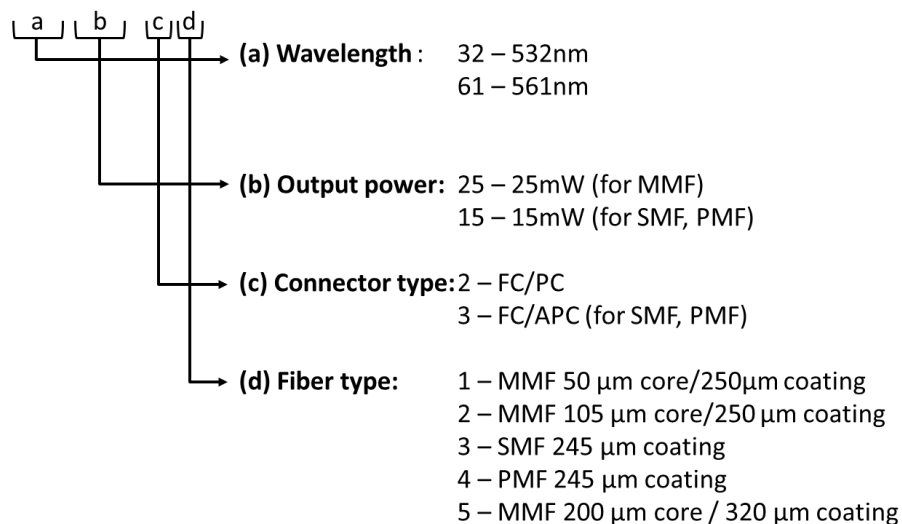 a b c d
(a) Wavelength : 32 – 532nm
61 – 561nm
(b) Output power: 25 – 25mW (for MMF)
15 – 15mW (for SMF, PMF)
(c) Connector type: 2 – FC/PC
3 – FC/APC (for SMF, PMF)
(d) Fiber type: 1 – MMF 50 µm core/250µm coating
2 – MMF 105 µm core/250 µm coating
3 – SMF 245 µm coating
4 – PMF 245 µm coating
5 – MMF 200 µm core / 320 µm coating